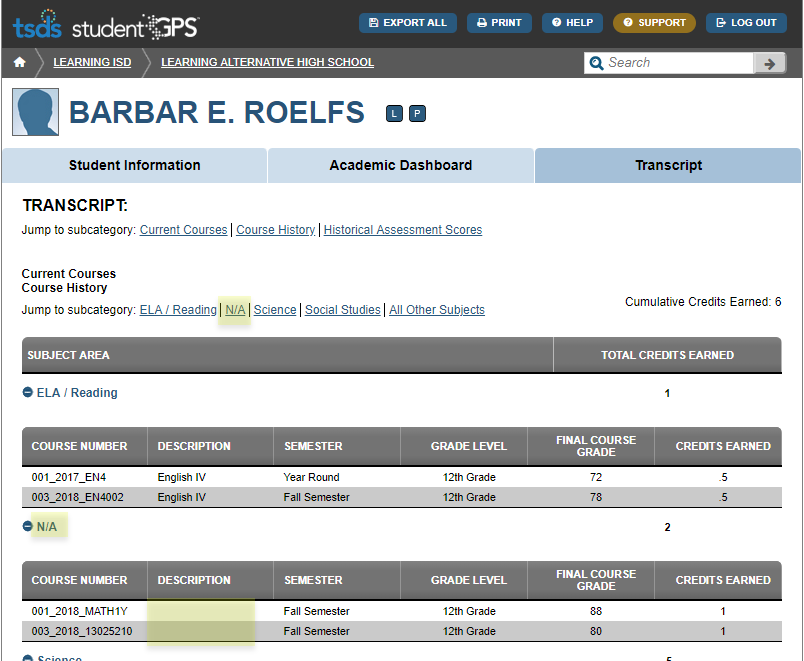 tsds studentGPS
EXPORT ALL PRINT HELP SUPPORT LOG OUT
LEARNING ISD LEARNING ALTERNATIVE HIGH SCHOOL Search
BARBAR E. ROELFS L P
Student Information Academic Dashboard Transcript
TRANSCRIPT:
Jump to subcategory: Current Courses | Course History | Historical Assessment Scores
Current Courses
Course History
Cumulative Credits Earned: 6
Jump to subcategory: ELA / Reading | N/A | Science | Social Studies | All Other Subjects
SUBJECT AREA TOTAL CREDITS EARNED
ELA / Reading 1
COURSE NUMBER DESCRIPTION SEMESTER GRADE LEVEL FINAL COURSE GRADE CREDITS EARNED
001_2017_EN4 English IV Year Round 12th Grade 72 .5
003_2018_EN4002 English IV Fall Semester 12th Grade 78 .5
N/A 2
COURSE NUMBER DESCRIPTION SEMESTER GRADE LEVEL FINAL COURSE GRADE CREDITS EARNED
001_2018_MATH1Y Fall Semester 12th Grade 88 1
003_2018_13025210 Fall Semester 12th Grade 80 1
Science